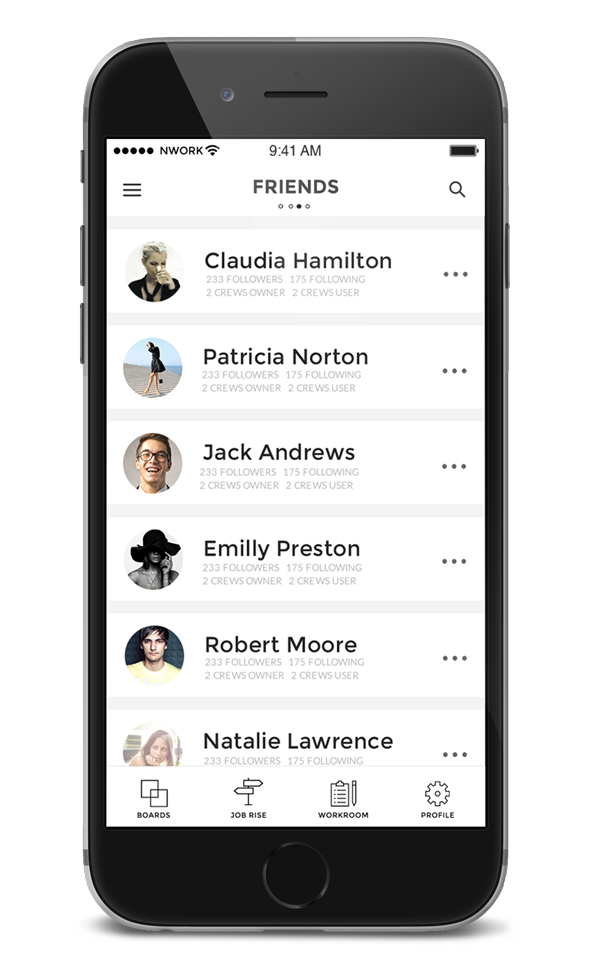 NWORK 9:41 AM
FRIENDS
Claudia Hamilton
233 FOLLOWERS 175 FOLLOWING
2 CREWS OWNER 2 CREWS USER
Patricia Norton
233 FOLLOWERS 175 FOLLOWING
2 CREWS OWNER 2 CREWS USER
Jack Andrews
233 FOLLOWERS 175 FOLLOWING
2 CREWS OWNER 2 CREWS USER
Emilly Preston
233 FOLLOWERS 175 FOLLOWING
2 CREWS OWNER 2 CREWS USER
Robert Moore
233 FOLLOWERS 175 FOLLOWING
2 CREWS OWNER 2 CREWS USER
Natalie Lawrence
233 FOLLOWERS 175 FOLLOWING
BOARDS JOB RISE WORKROOM PROFILE